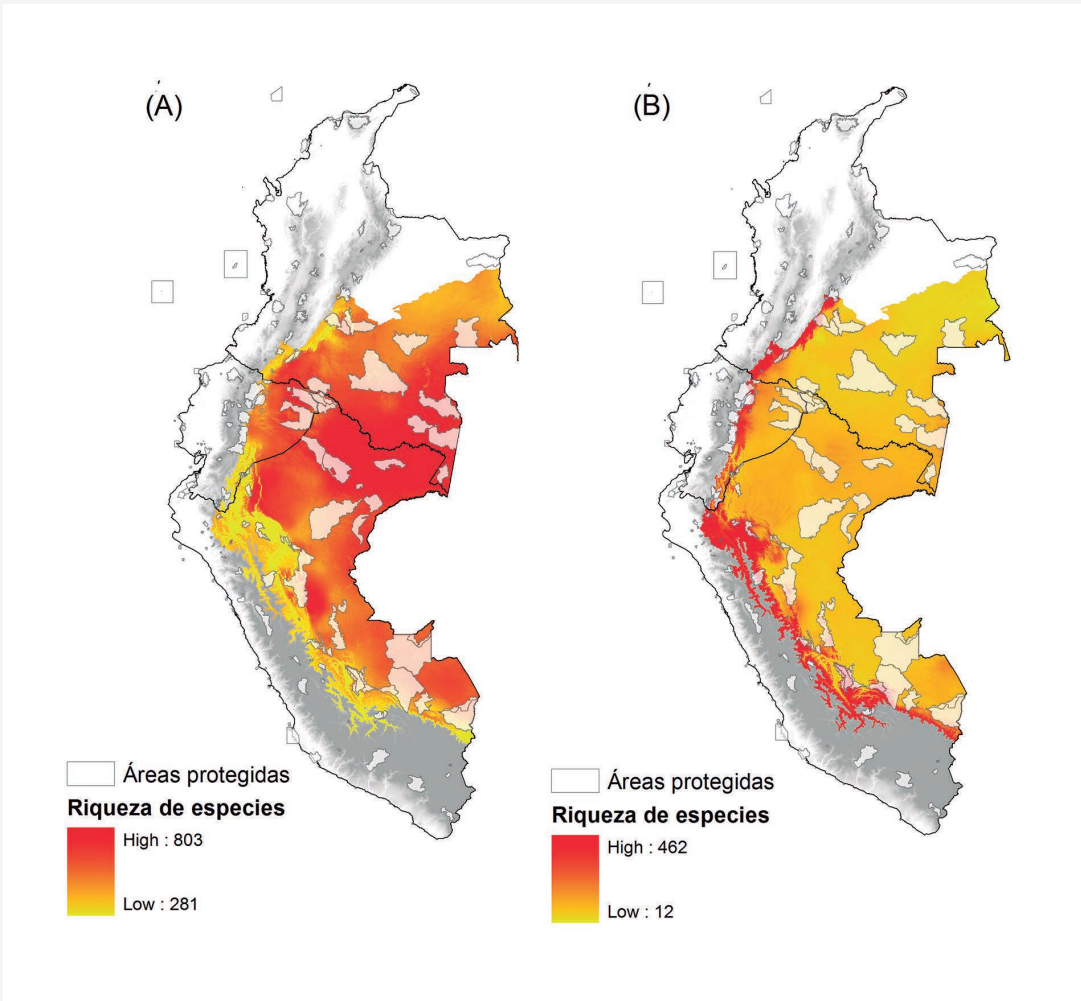 (A)
Áreas protegidas
Riqueza de especies
High : 803
Low : 281
(B)
Áreas protegidas
Riqueza de especies
High : 462
Low : 12